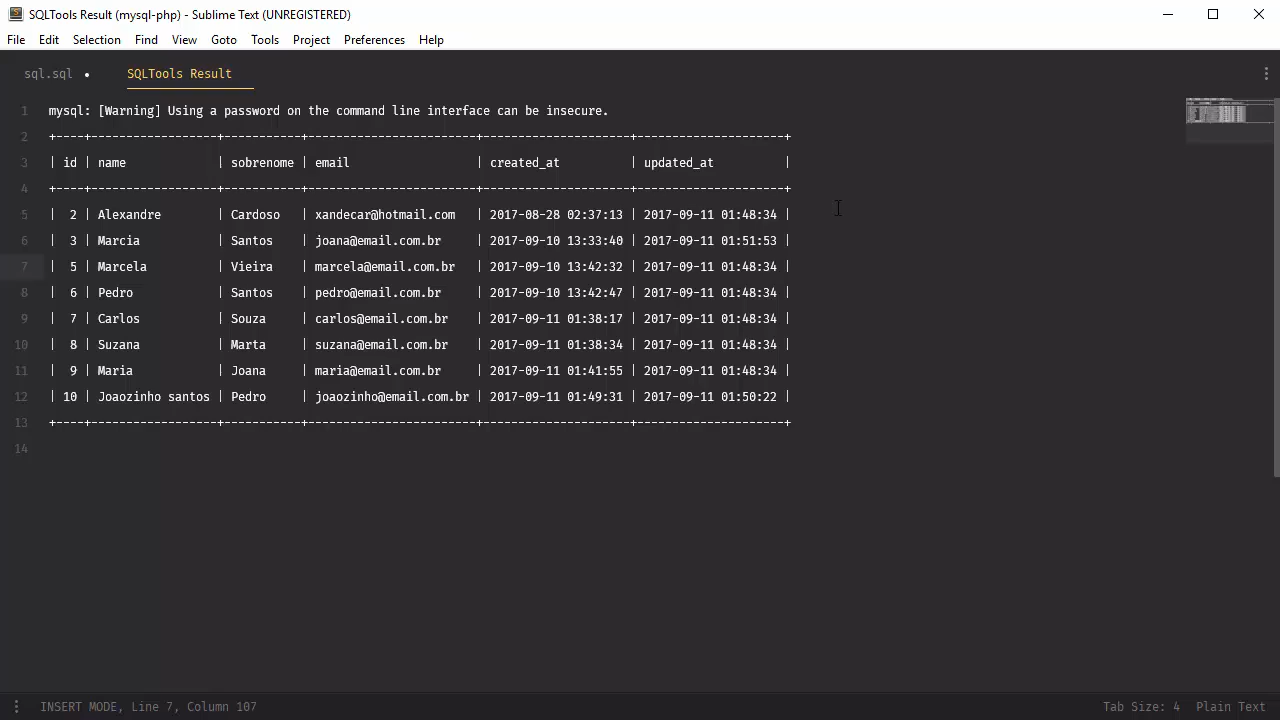 SQLTools Result (mysql-php) - Sublime Text (UNREGISTERED)
File Edit Selection Find View Goto Tools Project Preferences Help
sql.sql • SQLTools Result
1 mysql: [Warning] Using a password on the command line interface can be insecure.
2 +----+------------------+-----------+------------------------+---------------------+---------------------+
3 | id | name             | sobrenome | email                  | created_at          | updated_at          |
4 +----+------------------+-----------+------------------------+---------------------+---------------------+
5 |  2 | Alexandre        | Cardoso   | xandecar@hotmail.com   | 2017-08-28 02:37:13 | 2017-09-11 01:48:34 |
6 |  3 | Marcia           | Santos    | joana@email.com.br     | 2017-09-10 13:33:40 | 2017-09-11 01:51:53 |
7 |  5 | Marcela          | Vieira    | marcela@email.com.br   | 2017-09-10 13:42:32 | 2017-09-11 01:48:34 |
8 |  6 | Pedro            | Santos    | pedro@email.com.br     | 2017-09-10 13:42:47 | 2017-09-11 01:48:34 |
9 |  7 | Carlos           | Souza     | carlos@email.com.br    | 2017-09-11 01:38:17 | 2017-09-11 01:48:34 |
10 |  8 | Suzana           | Marta     | suzana@email.com.br    | 2017-09-11 01:38:34 | 2017-09-11 01:48:34 |
11 |  9 | Maria            | Joana     | maria@email.com.br     | 2017-09-11 01:41:55 | 2017-09-11 01:48:34 |
12 | 10 | Joaozinho santos | Pedro     | joaozinho@email.com.br | 2017-09-11 01:49:31 | 2017-09-11 01:50:22 |
13 +----+------------------+-----------+------------------------+---------------------+---------------------+
14
INSERT MODE, Line 7, Column 107 Tab Size: 4 Plain Text